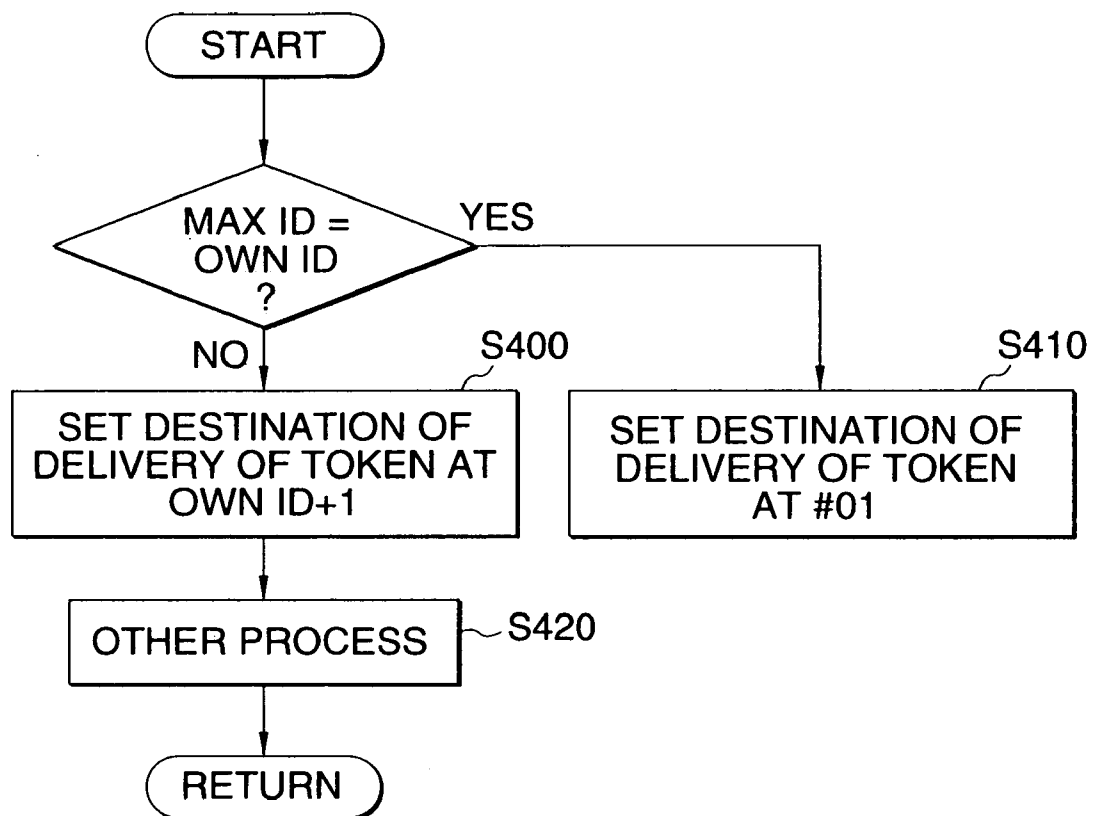 START
MAX ID =
OWN ID
?
YES
NO
S400
SET DESTINATION OF
DELIVERY OF TOKEN AT
OWN ID+1
S410
SET DESTINATION OF
DELIVERY OF TOKEN
AT #01
OTHER PROCESS
S420
RETURN